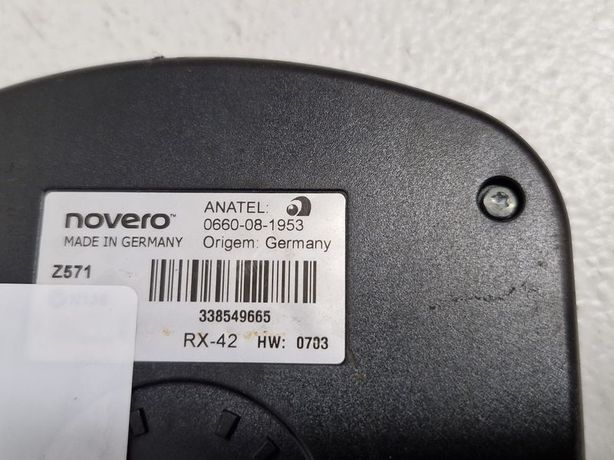 novero™
MADE IN GERMANY
ANATEL:
0660-08-1953
Origem: Germany
Z571
338549665
RX-42 HW: 0703